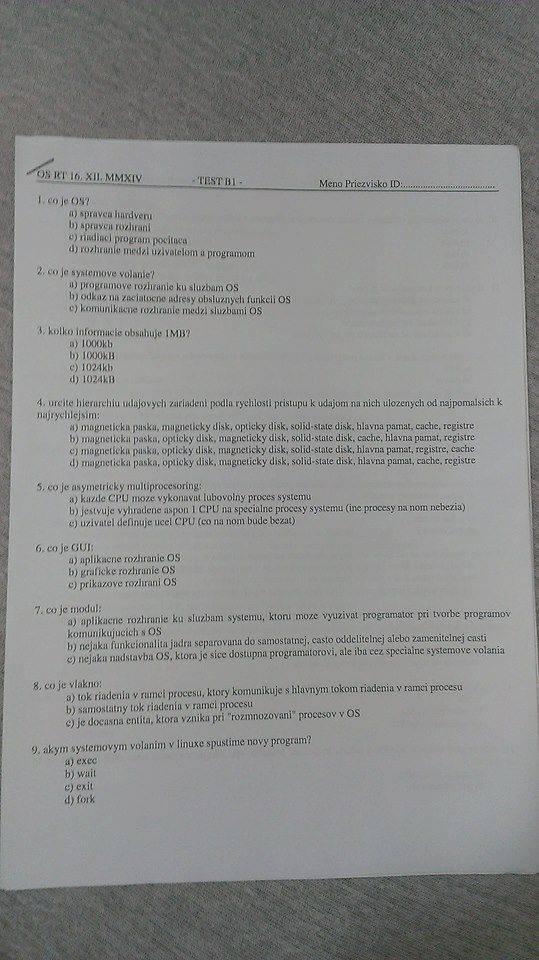 OS RT 16. XII. MMXIV - TEST B1 - Meno Priezvisko ID:......................................
1. co je OS?
a) spravca hardveru
b) spravca rozhrani
c) riadiaci program pocitaca
d) rozhranie medzi uzivatelom a programom
2. co je systemove volanie?
a) programove rozhranie ku sluzbam OS
b) odkaz na zaciatocne adresy obsluznych funkcii OS
c) komunikacne rozhranie medzi sluzbami OS
3. kolko informacie obsahuje 1MB?
a) 1000kb
b) 1000kB
c) 1024kb
d) 1024kB
4. urcite hierarchiu udajovych zariadeni podla rychlosti pristupu k udajom na nich ulozenych od najpomalsich k
najrychlejsim:
a) magneticka paska, magneticky disk, opticky disk, solid-state disk, hlavna pamat, cache, registre
b) magneticka paska, opticky disk, magneticky disk, solid-state disk, cache, hlavna pamat, registre
c) magneticka paska, opticky disk, magneticky disk, solid-state disk, hlavna pamat, registre, cache
d) magneticka paska, opticky disk, magneticky disk, solid-state disk, hlavna pamat, cache, registre
5. co je asymetricky multiprocesoring:
a) kazde CPU moze vykonavat lubovolny proces systemu
b) jestvuje vyhradene aspon 1 CPU na specialne procesy systemu (ine procesy na nom nebezia)
c) uzivatel definuje ucel CPU (co na nom bude bezat)
6. co je GUI:
a) aplikacne rozhranie OS
b) graficke rozhranie OS
c) prikazove rozhrani OS
7. co je modul:
a) aplikacne rozhranie ku sluzbam systemu, ktoru moze vyuzivat programator pri tvorbe programov
komunikujucich s OS
b) nejaka funkcionalita jadra separovana do samostatnej, casto oddelitelnej alebo zamenitelnej casti
c) nejaka nadstavba OS, ktora je sice dostupna programatorovi, ale iba cez specialne systemove volania
8. co je vlakno:
a) tok riadenia v ramci procesu, ktory komunikuje s hlavnym tokom riadenia v ramci procesu
b) samostatny tok riadenia v ramci procesu
c) je docasna entita, ktora vznika pri "rozmnozovani" procesov v OS
9. akym systemovym volanim v linuxe spustime novy program?
a) exec
b) wait
c) exit
d) fork